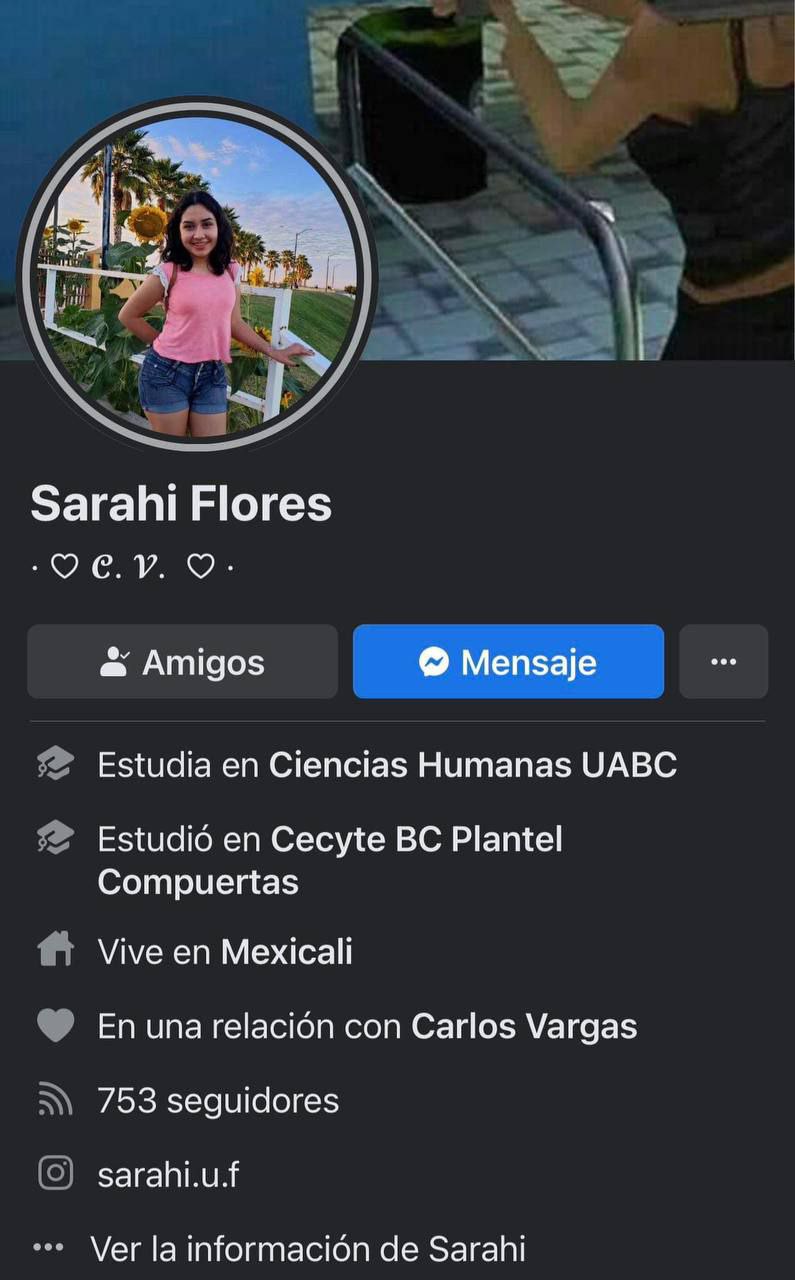 Sarahi Flores
· ♡ 𝓒. 𝓥. ♡ ·
Amigos
Mensaje
Estudia en Ciencias Humanas UABC
Estudió en Cecyte BC Plantel
Compuertas
Vive en Mexicali
En una relación con Carlos Vargas
753 seguidores
sarahi.u.f
Ver la información de Sarahi